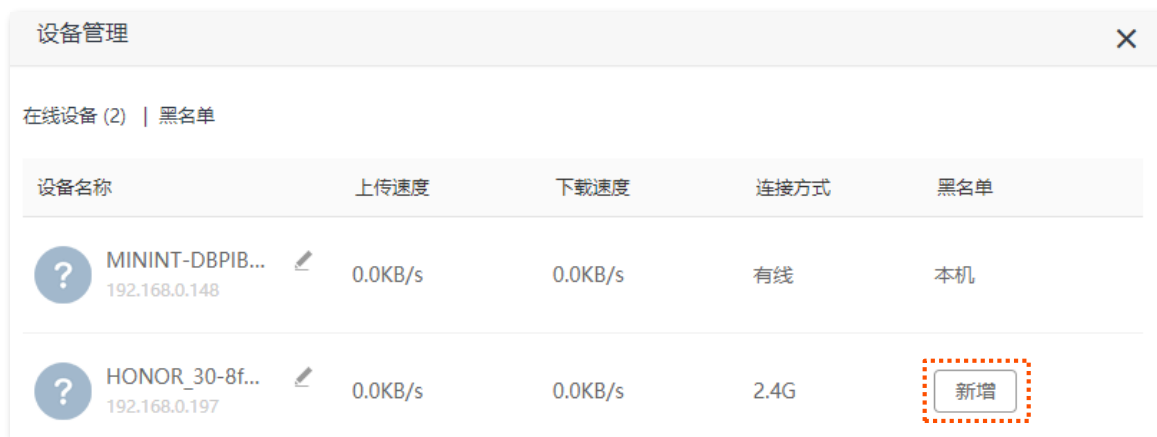 设备管理
在线设备 (2) | 黑名单
设备名称 上传速度 下载速度 连接方式 黑名单
MININT-DBPIB... 0.0KB/s 0.0KB/s 有线 本机
192.168.0.148
HONOR_30-8f... 0.0KB/s 0.0KB/s 2.4G 新增
192.168.0.197